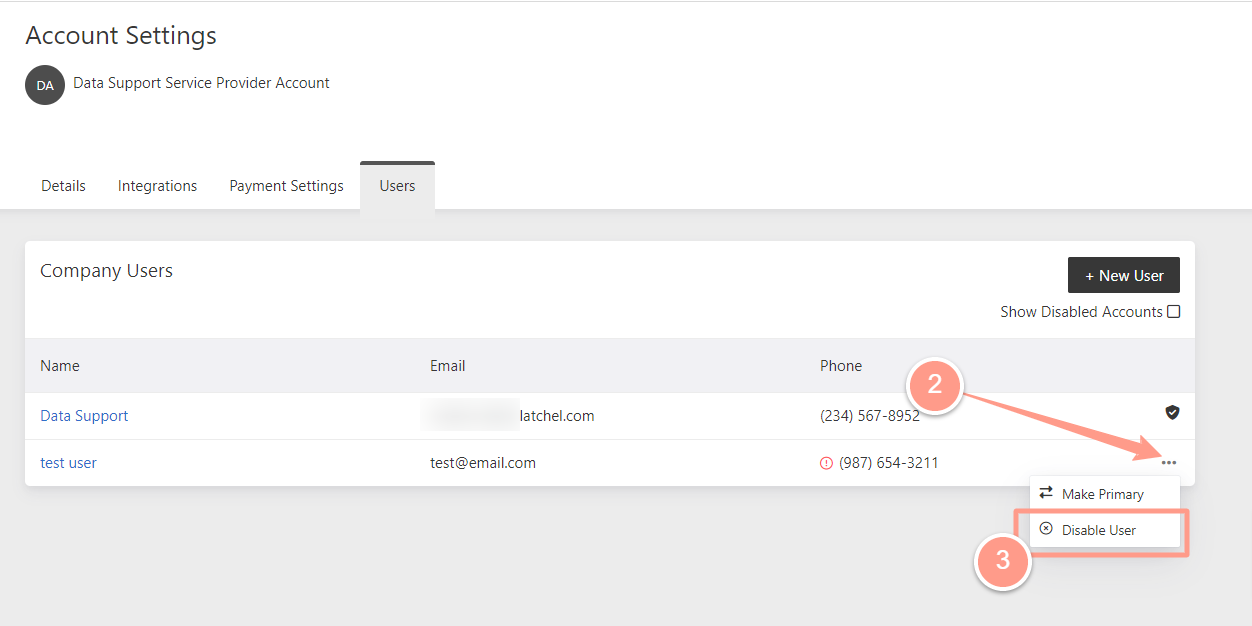 Account Settings
DA Data Support Service Provider Account
Details Integrations Payment Settings Users
Company Users
+ New User
Show Disabled Accounts
Name Email Phone
2
Data Support latchel.com (234) 567-8952
test user test@email.com (987) 654-3211
Make Primary
Disable User
3